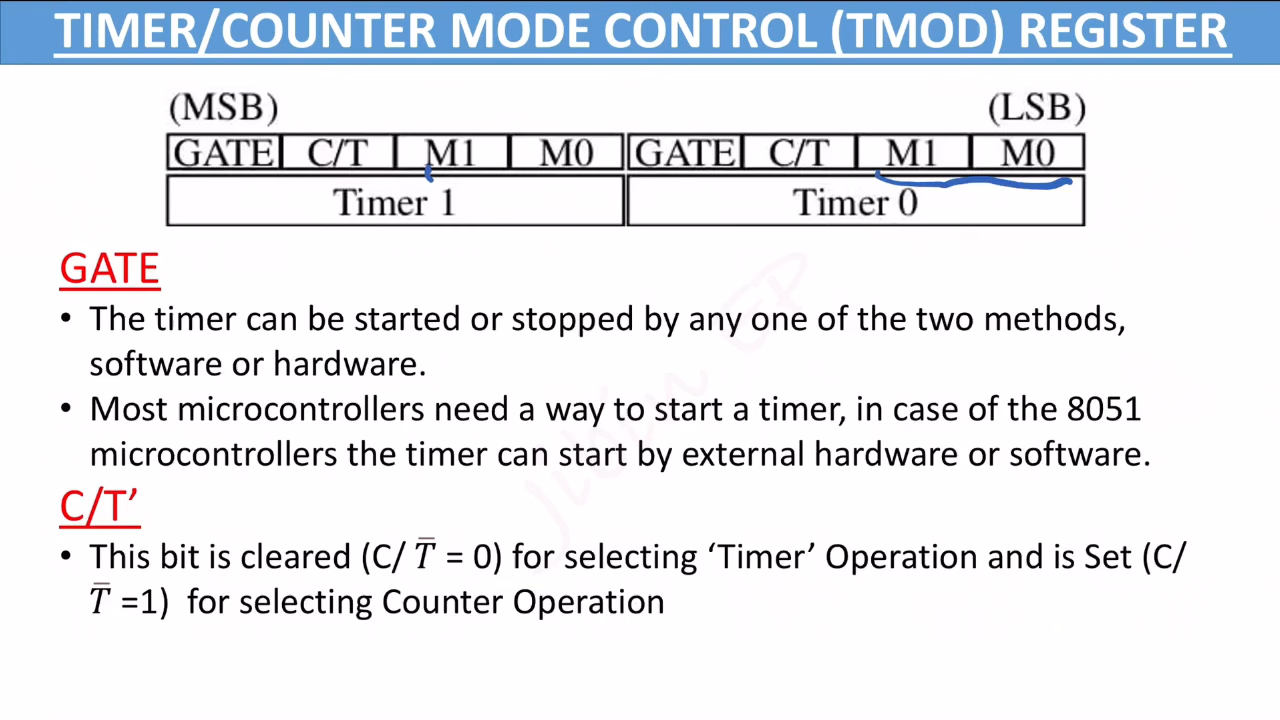 TIMER/COUNTER MODE CONTROL (TMOD) REGISTER
(MSB) (LSB)
GATE C/T M1 M0 GATE C/T M1 M0
Timer 1 Timer 0
GATE
• The timer can be started or stopped by any one of the two methods,
software or hardware.
• Most microcontrollers need a way to start a timer, in case of the 8051
microcontrollers the timer can start by external hardware or software.
C/T’
• This bit is cleared (C/ T̅ = 0) for selecting ‘Timer’ Operation and is Set (C/
T̅ =1) for selecting Counter Operation